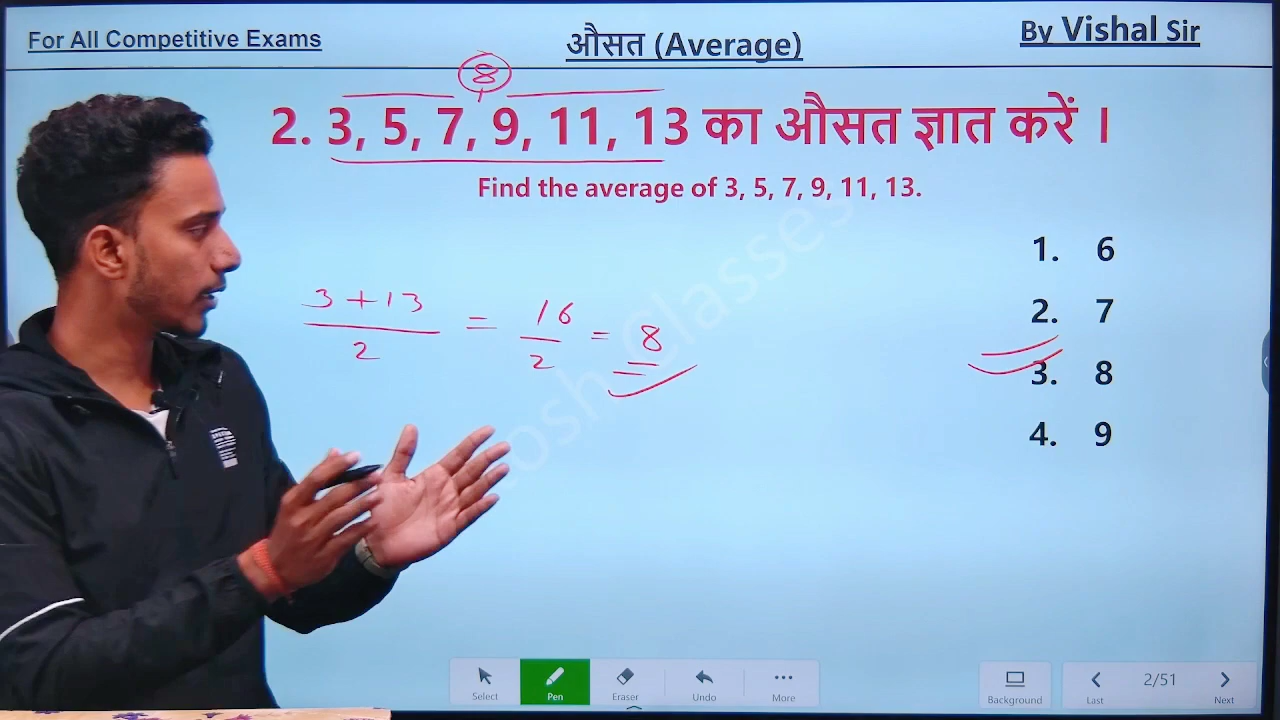 For All Competitive Exams
औसत (Average)
By Vishal Sir
8
2. 3, 5, 7, 9, 11, 13 का औसत ज्ञात करें ।
Find the average of 3, 5, 7, 9, 11, 13.
1. 6
2. 7
3. 8
4. 9
3 + 13 / 2 = 16 / 2 = 8
Classes
Select
Pen
Eraser
Undo
More
Background
Last
2/51
Next